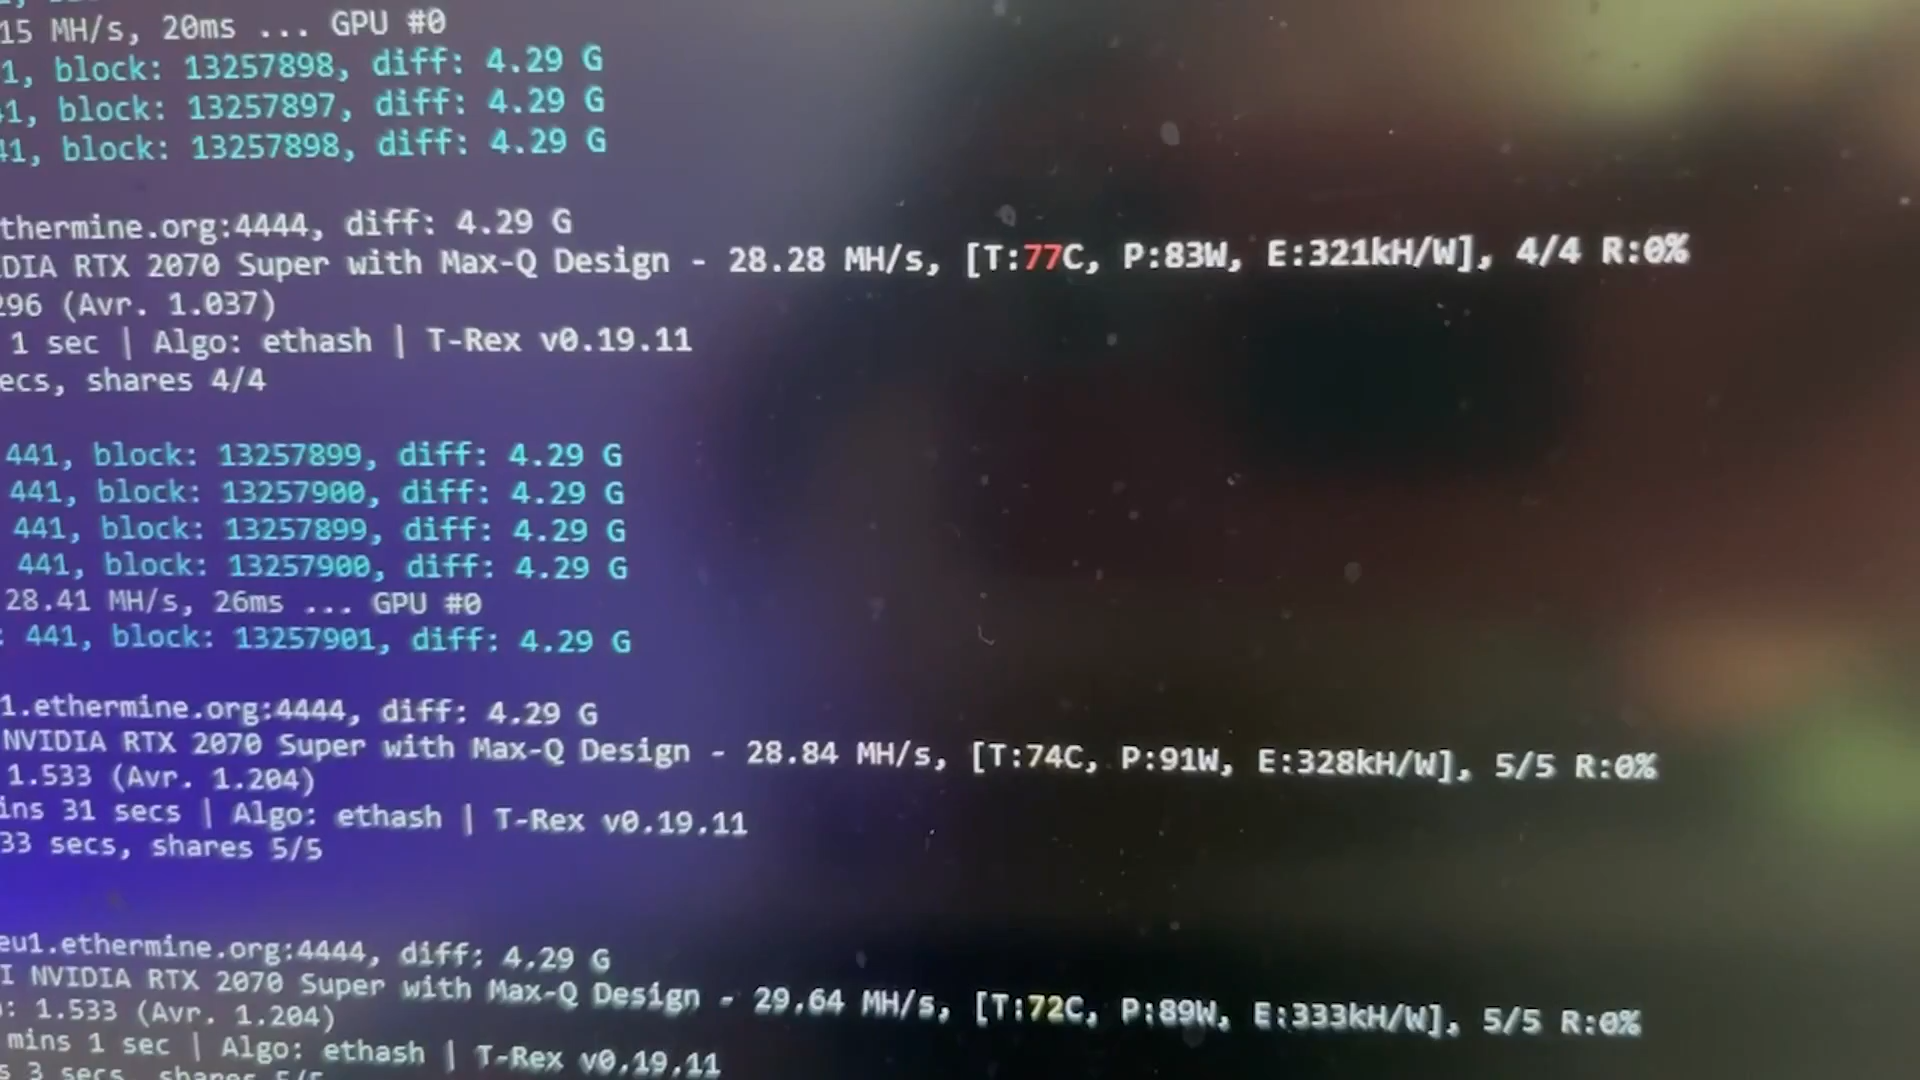 15 MH/s, 20ms ... GPU #0
1, block: 13257898, diff: 4.29 G
41, block: 13257897, diff: 4.29 G
41, block: 13257898, diff: 4.29 G
thermine.org:4444, diff: 4.29 G
DIA RTX 2070 Super with Max-Q Design - 28.28 MH/s, [T:77C, P:83W, E:321kH/W], 4/4 R:0%
296 (Avr. 1.037)
1 sec | Algo: ethash | T-Rex v0.19.11
ecs, shares 4/4
441, block: 13257899, diff: 4.29 G
441, block: 13257900, diff: 4.29 G
441, block: 13257899, diff: 4.29 G
441, block: 13257900, diff: 4.29 G
28.41 MH/s, 26ms ... GPU #0
: 441, block: 13257901, diff: 4.29 G
1.ethermine.org:4444, diff: 4.29 G
NVIDIA RTX 2070 Super with Max-Q Design - 28.84 MH/s, [T:74C, P:91W, E:328kH/W], 5/5 R:0%
1.533 (Avr. 1.204)
ins 31 secs | Algo: ethash | T-Rex v0.19.11
33 secs, shares 5/5
eu1.ethermine.org:4444, diff: 4.29 G
I NVIDIA RTX 2070 Super with Max-Q Design - 29.64 MH/s, [T:72C, P:89W, E:333kH/W], 5/5 R:0%
: 1.533 (Avr. 1.204)
mins 1 sec | Algo: ethash | T-Rex v0.19.11
s 3 secs, shares 5/5